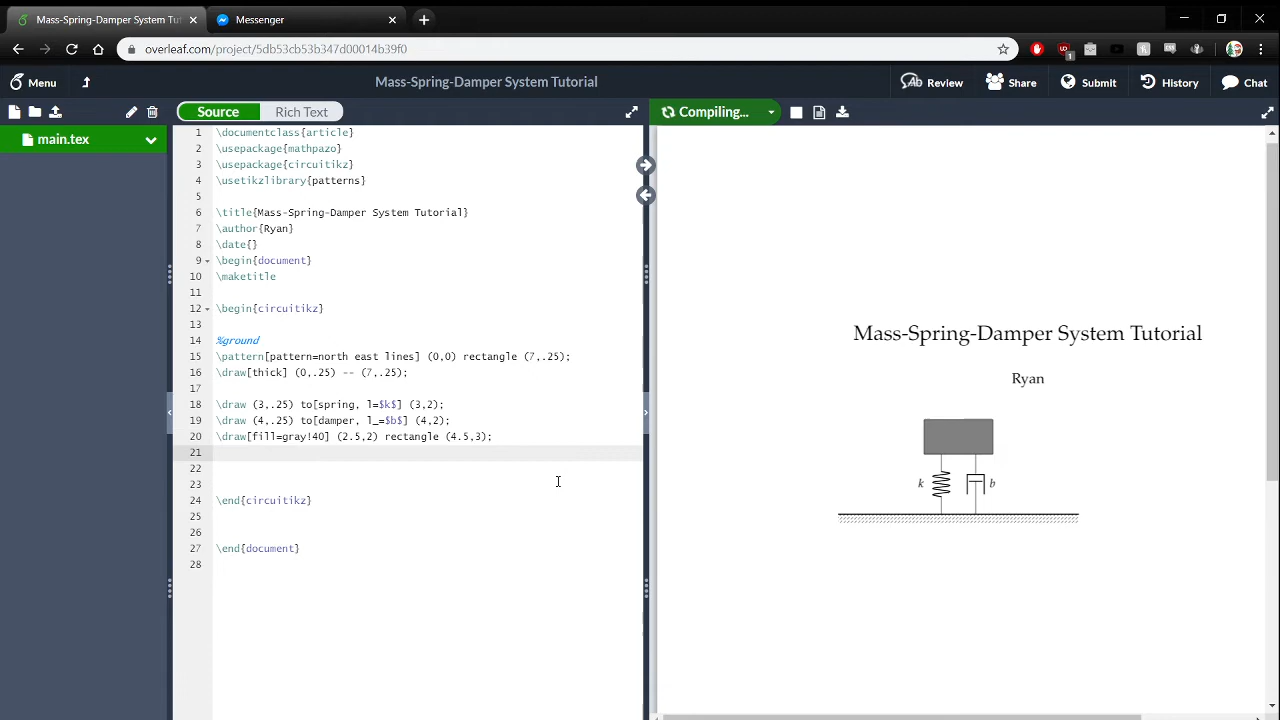 Mass-Spring-Damper System Tut
Messenger
overleaf.com/project/5db53cb53b347d00014b39f0
1
Menu
Mass-Spring-Damper System Tutorial
Review
Share
Submit
History
Chat
Source
Rich Text
Compiling...
main.tex
1 \documentclass{article}
2 \usepackage{mathpazo}
3 \usepackage{circuitikz}
4 \usetikzlibrary{patterns}
5
6 \title{Mass-Spring-Damper System Tutorial}
7 \author{Ryan}
8 \date{}
9 \begin{document}
10 \maketitle
11
12 \begin{circuitikz}
13
14 %ground
15 \pattern[pattern=north east lines] (0,0) rectangle (7,.25);
16 \draw[thick] (0,.25) -- (7,.25);
17
18 \draw (3,.25) to[spring, l=$k$] (3,2);
19 \draw (4,.25) to[damper, l_=$b$] (4,2);
20 \draw[fill=gray!40] (2.5,2) rectangle (4.5,3);
21
22
23
24 \end{circuitikz}
25
26
27 \end{document}
28
Mass-Spring-Damper System Tutorial
Ryan
k
b